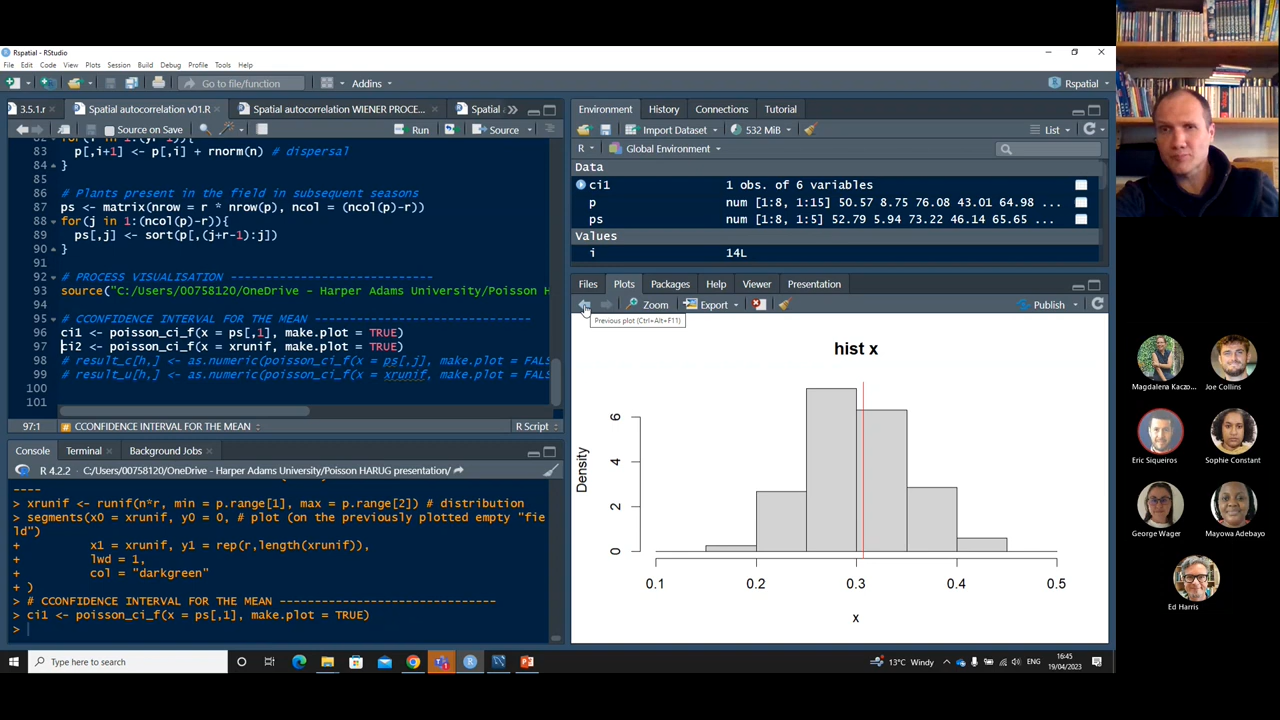 Rspatial - RStudio
File Edit Code View Plots Session Build Debug Profile Tools Help
Go to file/function Addins Rspatial
3.5.1.r Spatial autocorrelation v01.R Spatial autocorrelation WIENER PROCE... Spatial
Source on Save Run Source
83 p[,i+1] <- p[,i] + rnorm(n) # dispersal
84 }
85
86 # Plants present in the field in subsequent seasons
87 ps <- matrix(nrow = r * nrow(p), ncol = (ncol(p)-r))
88 for(j in 1:(ncol(p)-r)){
89 ps[,j] <- sort(p[,(j+r-1):j])
90 }
91
92 # PROCESS VISUALISATION -----------------------------
93 source("C:/Users/00758120/OneDrive - Harper Adams University/Poisson H
94
95 # CCONFIDENCE INTERVAL FOR THE MEAN -------------------------------
96 ci1 <- poisson_ci_f(x = ps[,1], make.plot = TRUE)
97 ci2 <- poisson_ci_f(x = xrunif, make.plot = TRUE)
98 # result_c[h,] <- as.numeric(poisson_ci_f(x = ps[,j], make.plot = FALS
99 # result_u[h,] <- as.numeric(poisson_ci_f(x = xrunif, make.plot = FALS
100
101
97:1 CCONFIDENCE INTERVAL FOR THE MEAN R Script
Console Terminal Background Jobs
R 4.2.2 · C:/Users/00758120/OneDrive - Harper Adams University/Poisson HARUG presentation/
----
> xrunif <- runif(n*r, min = p.range[1], max = p.range[2]) # distribution
> segments(x0 = xrunif, y0 = 0, # plot (on the previously plotted empty "fie
ld")
+ x1 = xrunif, y1 = rep(r,length(xrunif)),
+ lwd = 1,
+ col = "darkgreen"
+ )
> # CCONFIDENCE INTERVAL FOR THE MEAN -------------------------------
> ci1 <- poisson_ci_f(x = ps[,1], make.plot = TRUE)
>
Environment History Connections Tutorial
Import Dataset 532 MiB List
R Global Environment
Data
ci1 1 obs. of 6 variables
p num [1:8, 1:15] 50.57 8.75 76.08 43.01 64.98 ...
ps num [1:8, 1:5] 52.79 5.94 73.22 46.14 65.65 ...
Values
i 14L
Files Plots Packages Help Viewer Presentation
Zoom Export Publish
Previous plot (Ctrl+Alt+F11)
hist x
Density
0 2 4 6
0.1 0.2 0.3 0.4 0.5
x
Magdalena Kaczo... Joe Collins
Eric Siqueiros Sophie Constant
George Wager Mayowa Adebayo
Ed Harris
Type here to search
13°C Windy ENG
16:45
19/04/2023